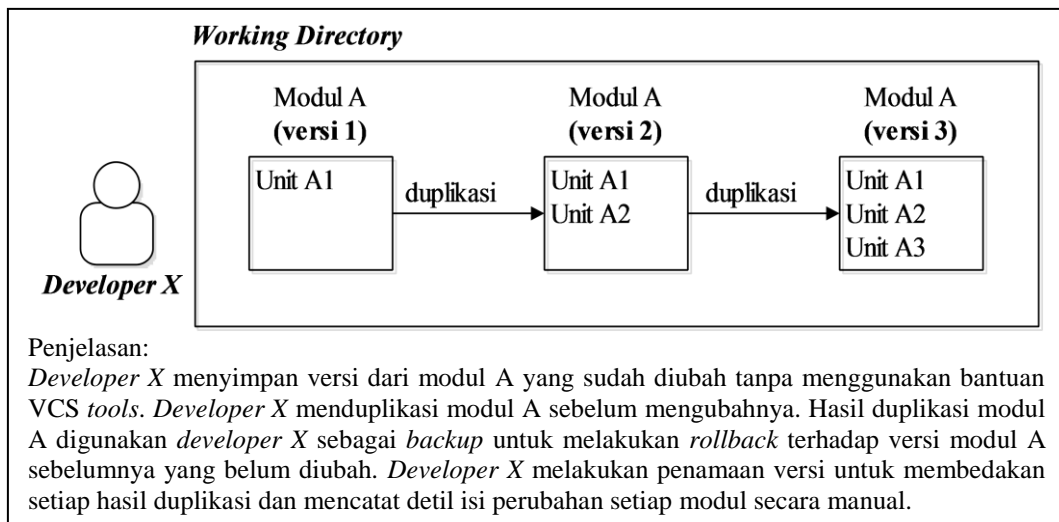 Working Directory
Modul A
(versi 1)
Modul A
(versi 2)
Modul A
(versi 3)
Unit A1
duplikasi
Unit A1
Unit A2
duplikasi
Unit A1
Unit A2
Unit A3
Developer X
Penjelasan:
Developer X menyimpan versi dari modul A yang sudah diubah tanpa menggunakan bantuan
VCS tools. Developer X menduplikasi modul A sebelum mengubahnya. Hasil duplikasi modul
A digunakan developer X sebagai backup untuk melakukan rollback terhadap versi modul A
sebelumnya yang belum diubah. Developer X melakukan penamaan versi untuk membedakan
setiap hasil duplikasi dan mencatat detil isi perubahan setiap modul secara manual.